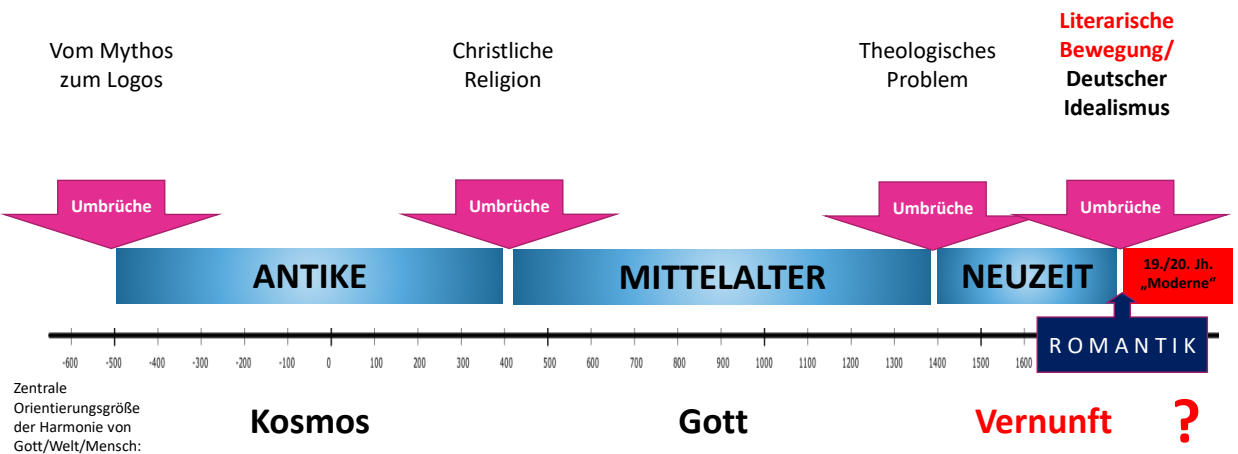 Vom Mythos
zum Logos
Christliche
Religion
Theologisches
Problem
Literarische
Bewegung/
Deutscher
Idealismus
Umbrüche
Umbrüche
Umbrüche
Umbrüche
ANTIKE
MITTELALTER
NEUZEIT
19./20. Jh.
„Moderne“
ROMANTIK
-600 -500 -400 -300 -200 -100 0 100 200 300 400 500 600 700 800 900 1000 1100 1200 1300 1400 1500 1600
Zentrale
Orientierungsgröße
der Harmonie von
Gott/Welt/Mensch:
Kosmos
Gott
Vernunft
?